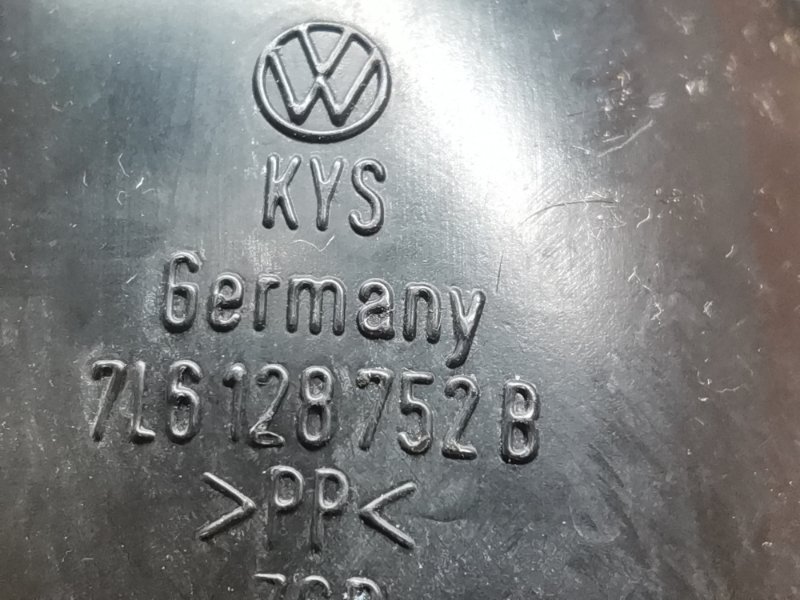 KYS
Germany
7L6 128 752 B
>PP<